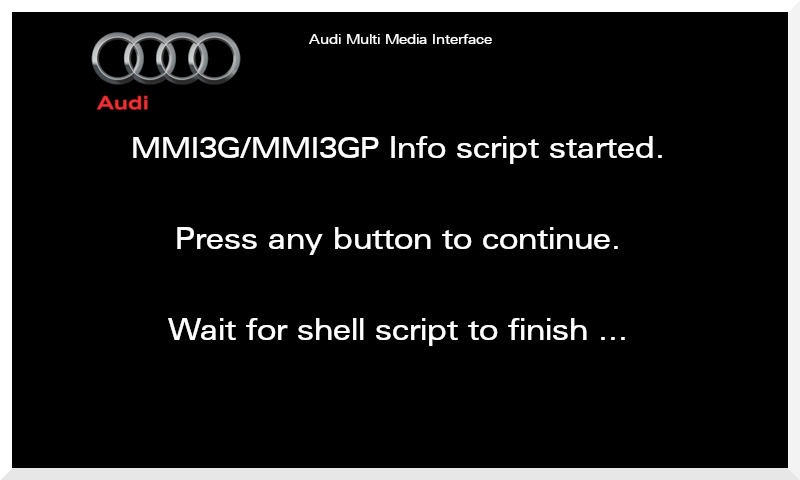 Audi Multi Media Interface
Audi
MMI3G/MMI3GP Info script started.
Press any button to continue.
Wait for shell script to finish ...